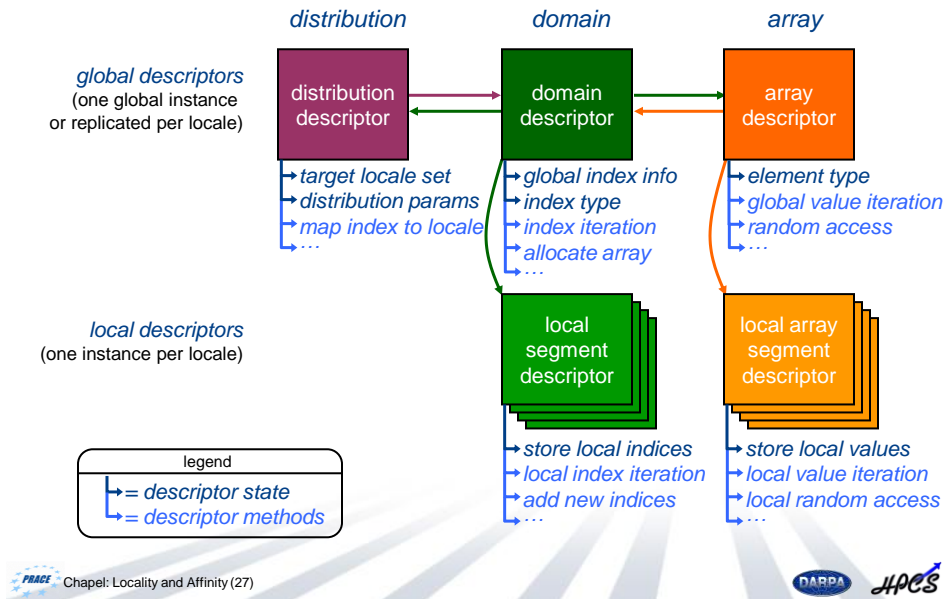 distribution
domain
array
global descriptors
(one global instance
or replicated per locale)
distribution
descriptor
domain
descriptor
array
descriptor
target locale set
distribution params
map index to locale
...
global index info
index type
index iteration
allocate array
...
element type
global value iteration
random access
...
local descriptors
(one instance per locale)
local
segment
descriptor
local array
segment
descriptor
store local indices
local index iteration
add new indices
...
store local values
local value iteration
local random access
...
legend
= descriptor state
= descriptor methods
PRACE
Chapel: Locality and Affinity (27)
DARPA
HPCS